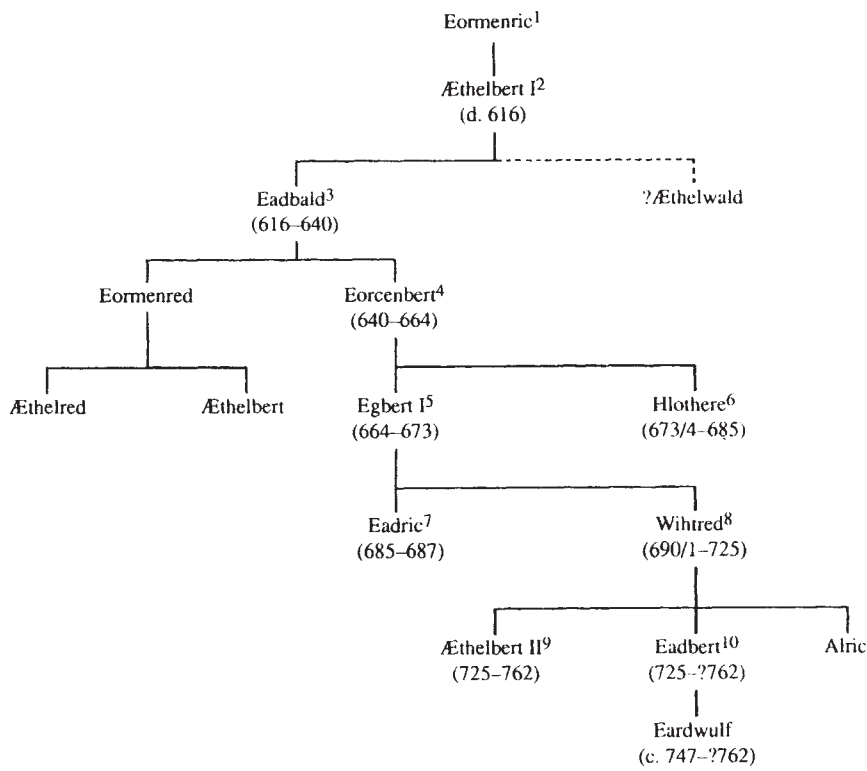 Eormenric¹
Æthelbert I²
(d. 616)
Eadbald³
(616–640)
?Æthelwald
Eormenred
Eorcenbert⁴
(640–664)
Æthelred
Æthelbert
Egbert I⁵
(664–673)
Hlothere⁶
(673/4–685)
Eadric⁷
(685–687)
Wihtred⁸
(690/1–725)
Æthelbert II⁹
(725–762)
Eadbert¹⁰
(725–?762)
Alric
Eardwulf
(c. 747–?762)